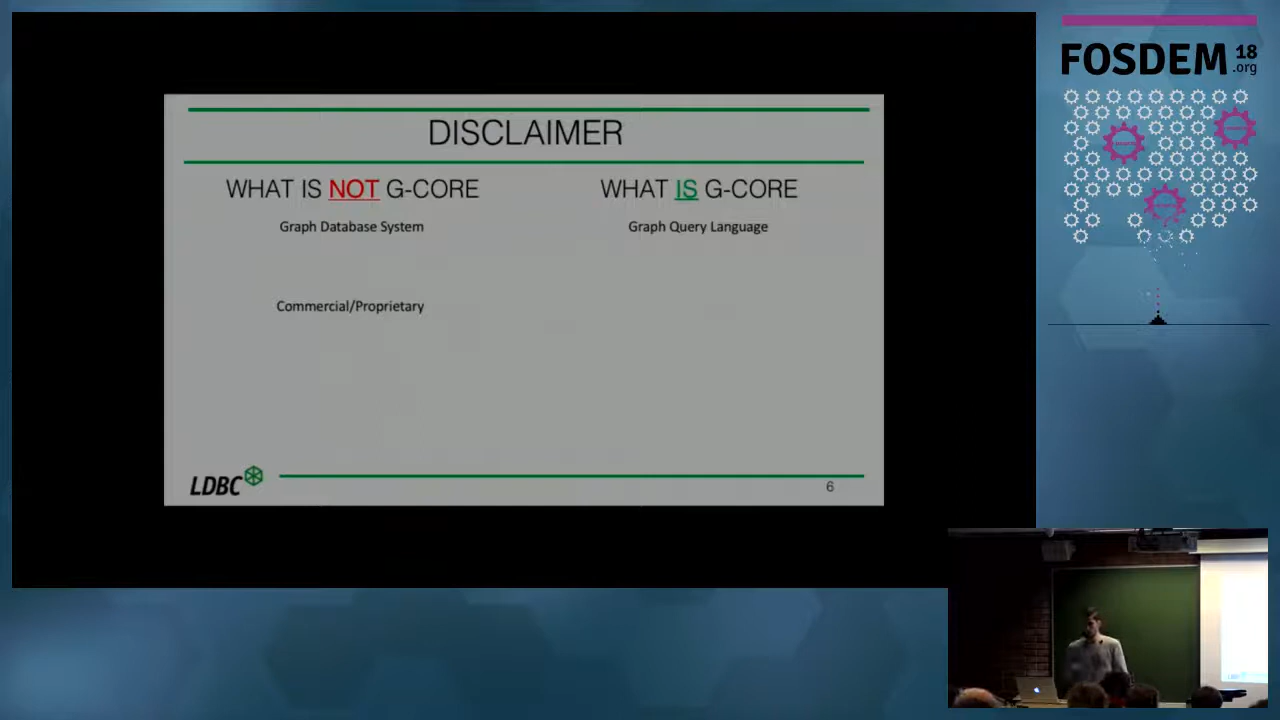 DISCLAIMER
WHAT IS NOT G-CORE
WHAT IS G-CORE
Graph Database System
Graph Query Language
Commercial/Proprietary
LDBC
6
FOSDEM 18
.org